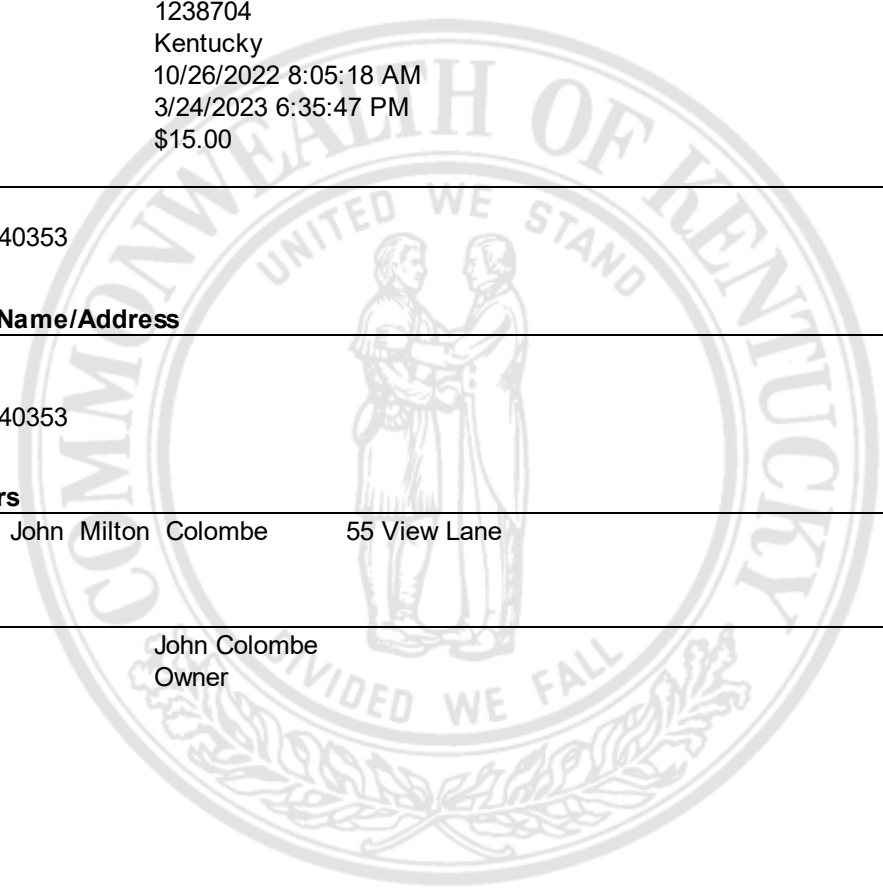 1238704
Kentucky
10/26/2022 8:05:18 AM
3/24/2023 6:35:47 PM
$15.00
40353
Name/Address
40353
rs
John Milton Colombe 55 View Lane
John Colombe
Owner
COMMONWEALTH OF KENTUCKY
UNITED WE STAND
DIVIDED WE FALL